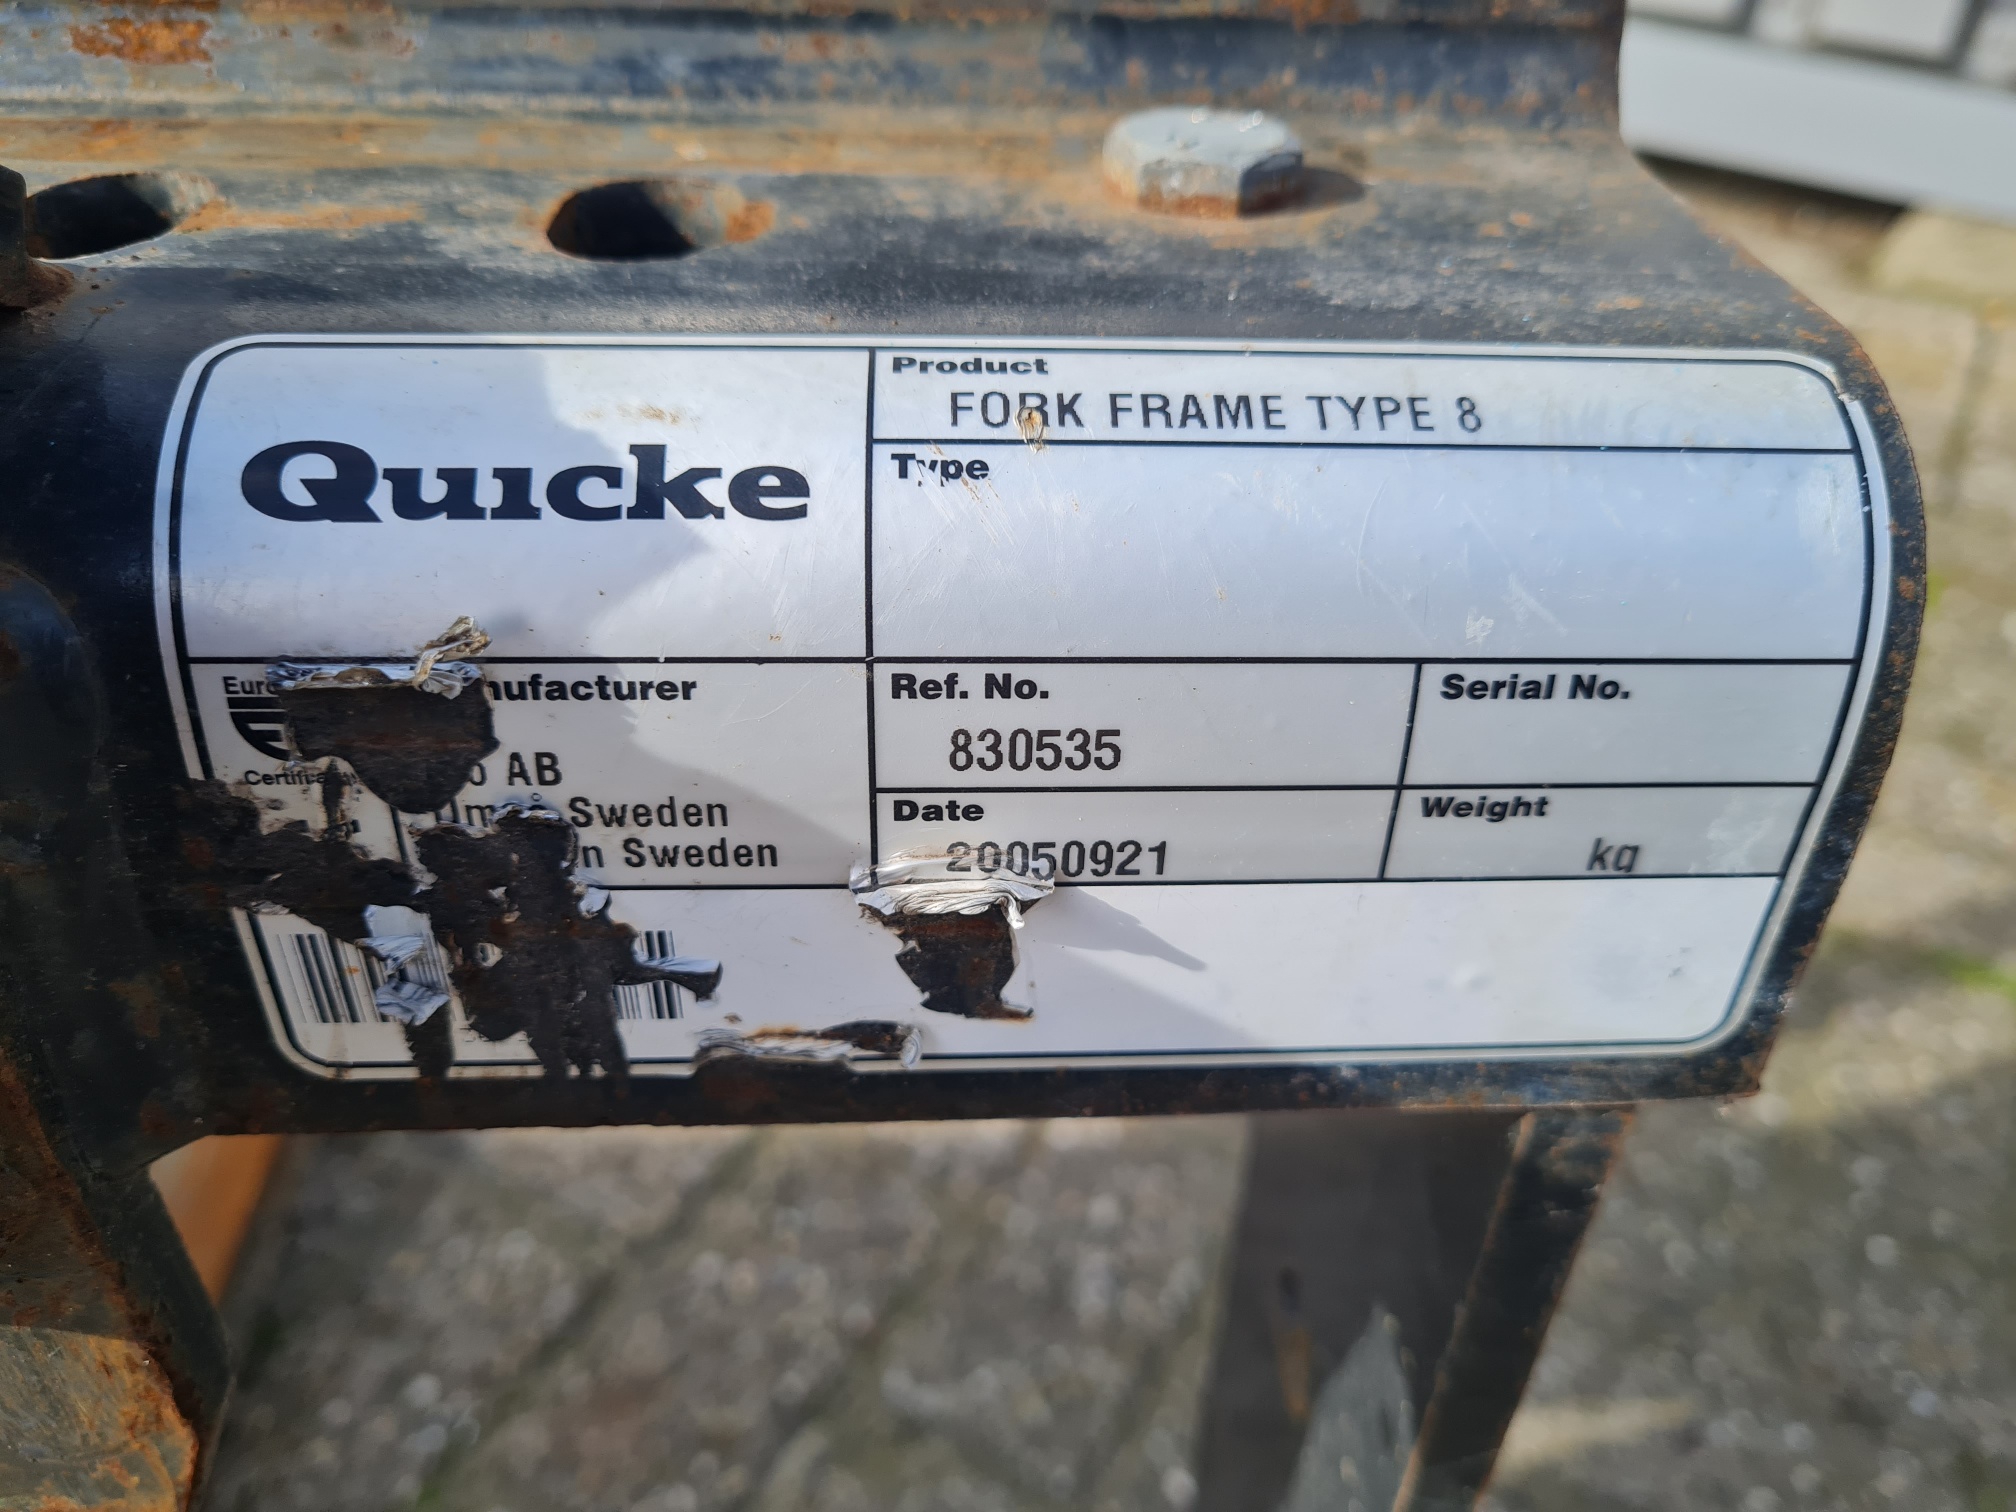 Quicke
Product
FORK FRAME TYPE 8
Type
Manufacturer
AB
Sweden
Sweden
Ref. No.
830535
Serial No.
Date
20050921
Weight
kg